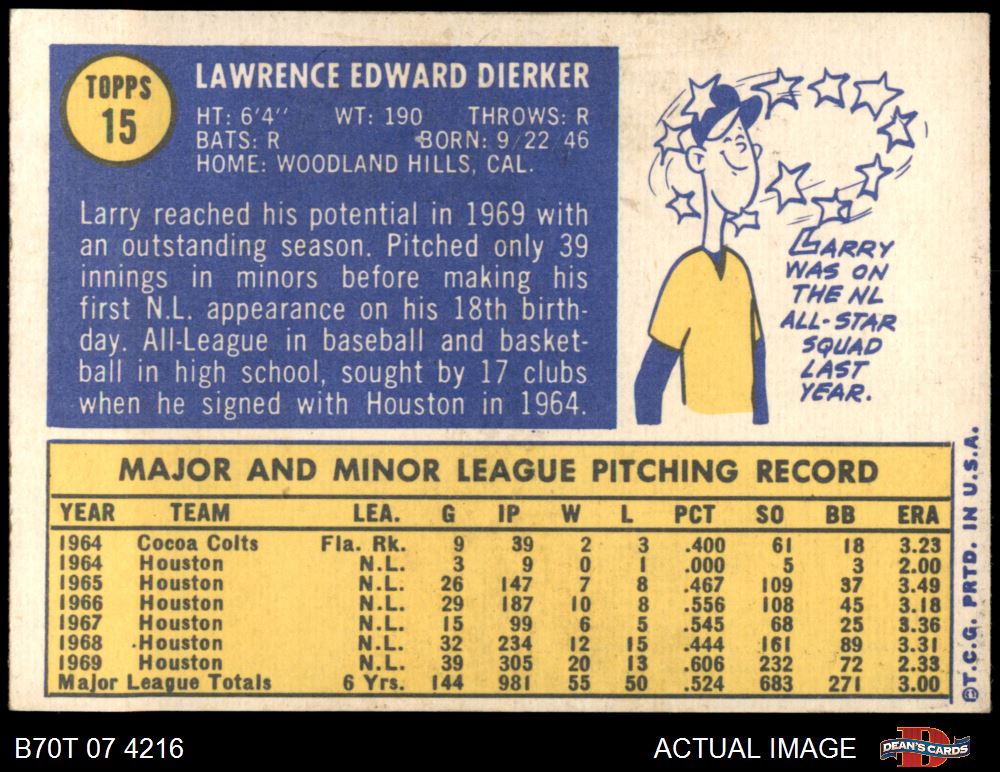 TOPPS
15
LAWRENCE EDWARD DIERKER
HT: 6'4" WT: 190 THROWS: R
BATS: R BORN: 9/22/46
HOME: WOODLAND HILLS, CAL.
Larry reached his potential in 1969 with
an outstanding season. Pitched only 39
innings in minors before making his
first N.L. appearance on his 18th birth-
day. All-League in baseball and basket-
ball in high school, sought by 17 clubs
when he signed with Houston in 1964.
LARRY
WAS ON
THE NL
ALL-STAR
SQUAD
LAST
YEAR.
MAJOR AND MINOR LEAGUE PITCHING RECORD
YEAR TEAM LEA. G IP W L PCT SO BB ERA
1964 Cocoa Colts Fla. Rk. 9 39 2 3 .400 61 18 3.23
1964 Houston N.L. 3 9 0 1 .000 5 3 2.00
1965 Houston N.L. 26 147 7 8 .467 109 37 3.49
1966 Houston N.L. 29 187 10 8 .556 108 45 3.18
1967 Houston N.L. 15 99 6 5 .545 68 25 3.36
1968 Houston N.L. 32 234 12 15 .444 161 89 3.31
1969 Houston N.L. 39 305 20 13 .606 232 72 2.33
Major League Totals 6 Yrs. 144 981 55 50 .524 683 271 3.00
©T.C.G. PRTD. IN U.S.A.
B70T 07 4216
ACTUAL IMAGE
D
DEAN'S CARDS